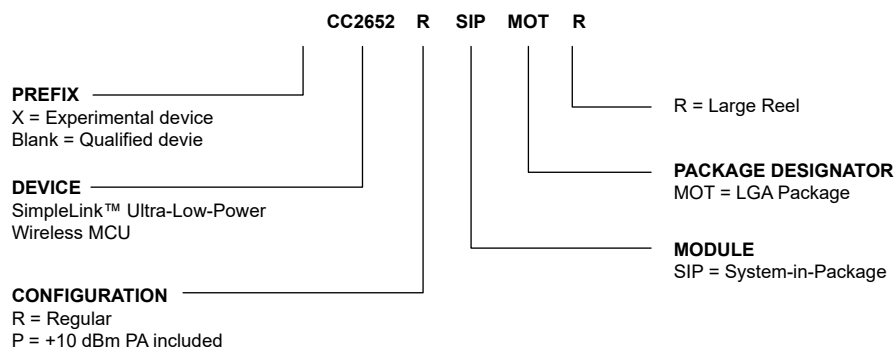 CC2652 R SIP MOT R
PREFIX
X = Experimental device
Blank = Qualified devie
DEVICE
SimpleLink™ Ultra-Low-Power
Wireless MCU
CONFIGURATION
R = Regular
P = +10 dBm PA included
R = Large Reel
PACKAGE DESIGNATOR
MOT = LGA Package
MODULE
SIP = System-in-Package